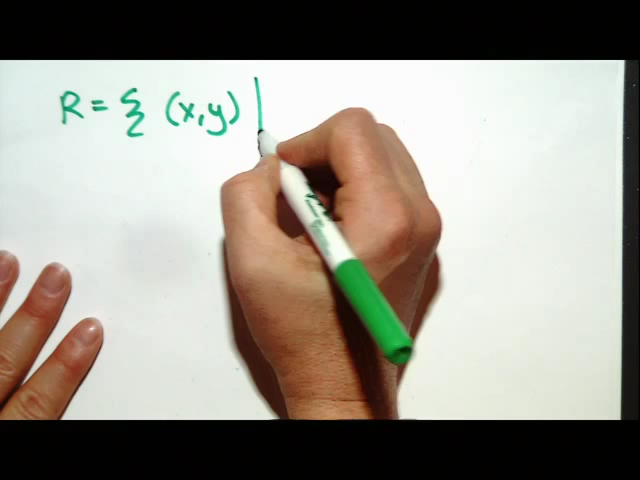 R = { (x,y) |